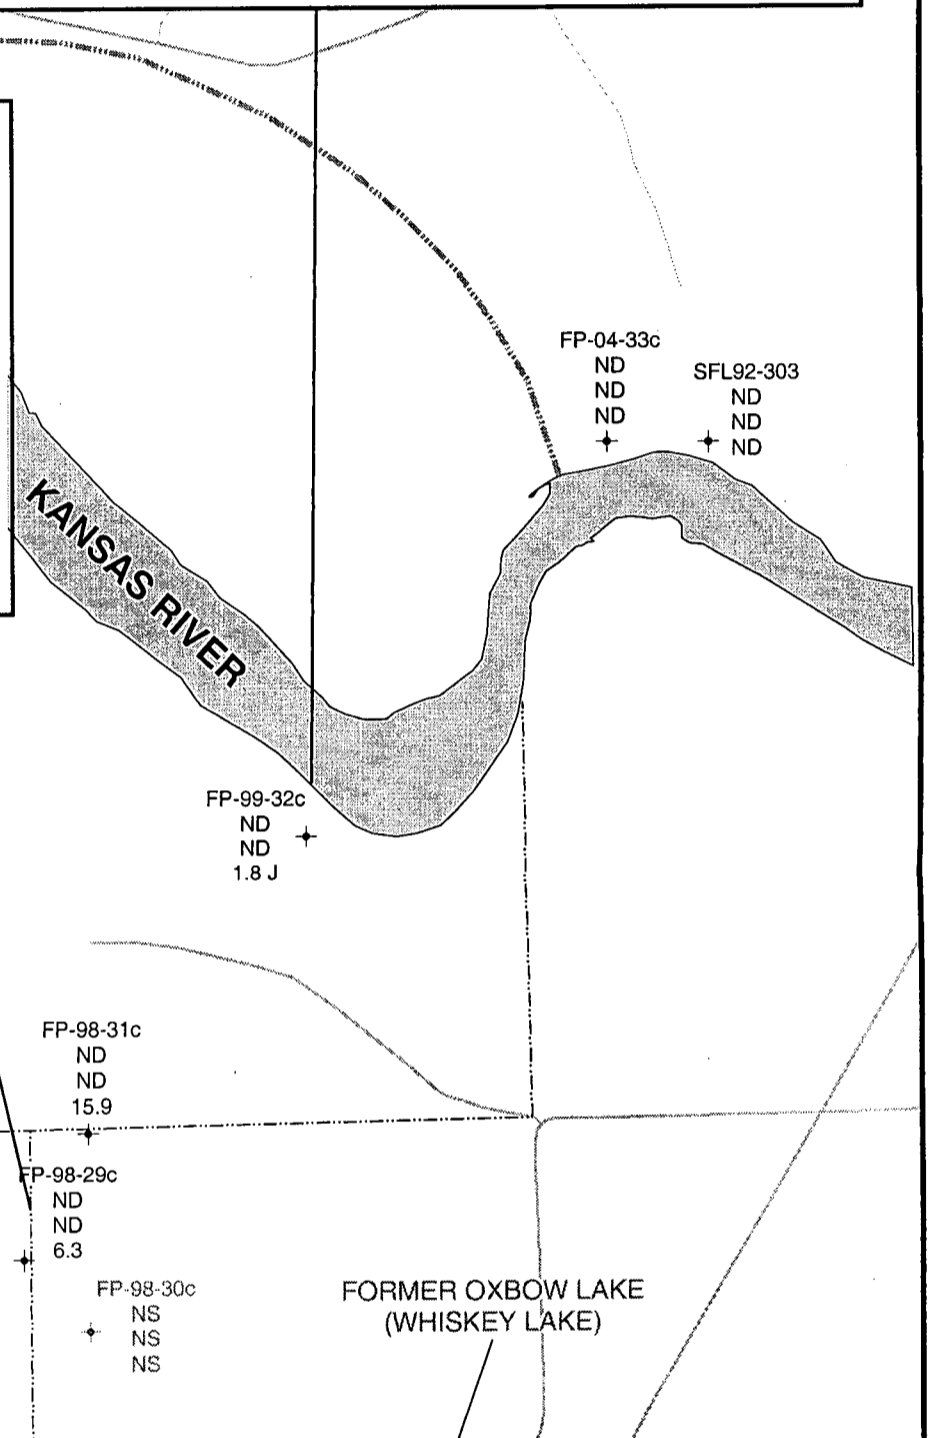 FP-04-33c
ND
ND
ND
SFL92-303
ND
ND
ND
KANSAS RIVER
FP-99-32c
ND
ND
1.8 J
FP-98-31c
ND
ND
15.9
FP-98-29c
ND
ND
6.3
FP-98-30c
NS
NS
NS
FORMER OXBOW LAKE
(WHISKEY LAKE)